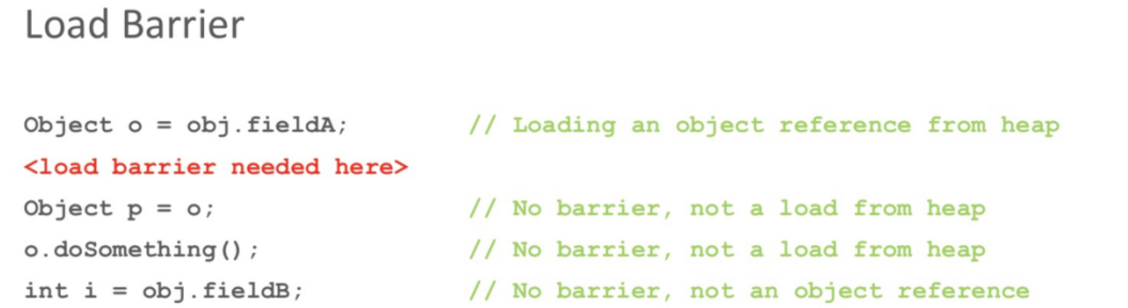 Load Barrier
Object o = obj.fieldA; // Loading an object reference from heap
<load barrier needed here>
Object p = o; // No barrier, not a load from heap
o.doSomething(); // No barrier, not a load from heap
int i = obj.fieldB; // No barrier, not an object reference